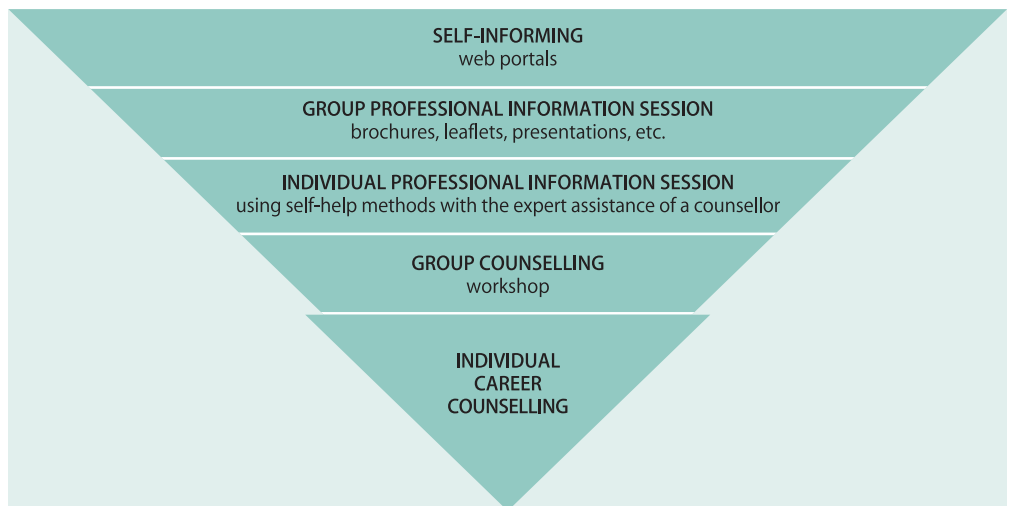 SELF-INFORMING
web portals
GROUP PROFESSIONAL INFORMATION SESSION
brochures, leaflets, presentations, etc.
INDIVIDUAL PROFESSIONAL INFORMATION SESSION
using self-help methods with the expert assistance of a counsellor
GROUP COUNSELLING
workshop
INDIVIDUAL
CAREER
COUNSELLING